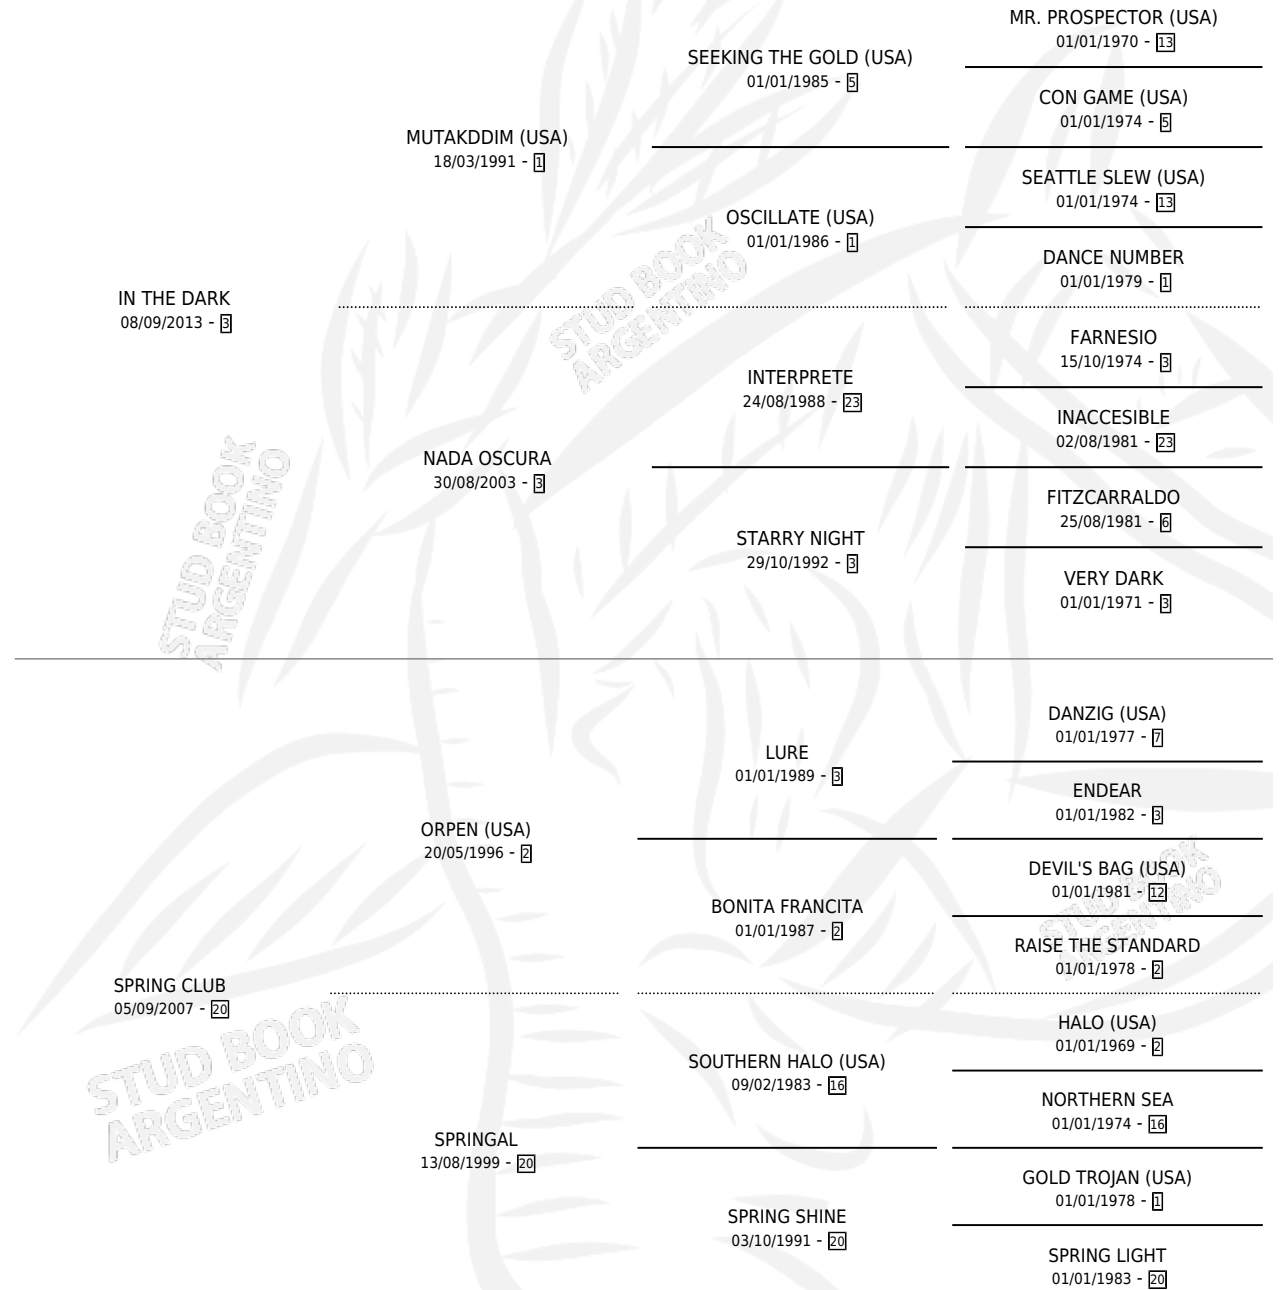 MR. PROSPECTOR (USA)
01/01/1970 - 13
SEEKING THE GOLD (USA)
01/01/1985 - 5
CON GAME (USA)
01/01/1974 - 5
MUTAKDDIM (USA)
18/03/1991 - 1
SEATTLE SLEW (USA)
01/01/1974 - 13
OSCILLATE (USA)
01/01/1986 - 1
DANCE NUMBER
01/01/1979 - 1
IN THE DARK
08/09/2013 - 3
STUD BOOK
ARGENTINO
FARNESIO
15/10/1974 - 3
INTERPRETE
24/08/1988 - 23
INACCESIBLE
02/08/1981 - 23
NADA OSCURA
30/08/2003 - 3
FITZCARRALDO
25/08/1981 - 6
STARRY NIGHT
29/10/1992 - 3
VERY DARK
01/01/1971 - 3
STUD BOOK
ARGENTINO
DANZIG (USA)
01/01/1977 - 7
LURE
01/01/1989 - 3
ENDEAR
01/01/1982 - 3
ORPEN (USA)
20/05/1996 - 2
DEVIL'S BAG (USA)
01/01/1981 - 12
BONITA FRANCITA
01/01/1987 - 2
STUD BOOK
ARGENTINO
RAISE THE STANDARD
01/01/1978 - 2
SPRING CLUB
05/09/2007 - 20
HALO (USA)
01/01/1969 - 2
SOUTHERN HALO (USA)
09/02/1983 - 16
NORTHERN SEA
01/01/1974 - 16
STUD BOOK
ARGENTINO
SPRINGAL
13/08/1999 - 20
GOLD TROJAN (USA)
01/01/1978 - 1
SPRING SHINE
03/10/1991 - 20
SPRING LIGHT
01/01/1983 - 20